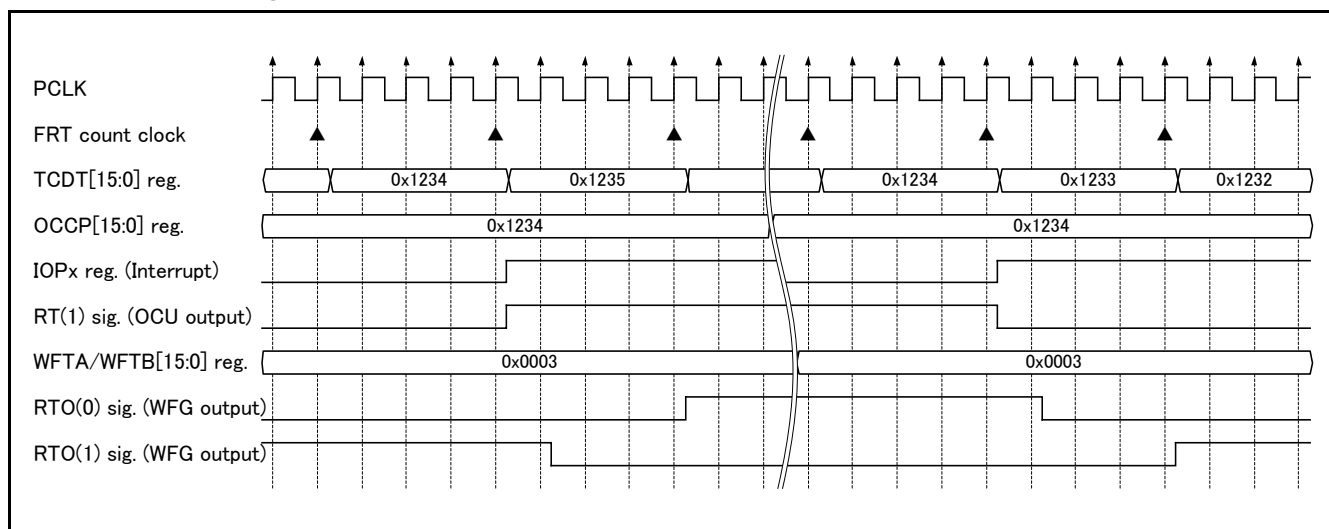 PCLK
FRT count clock
TCDT[15:0] reg. 0x1234 0x1235 0x1234 0x1233 0x1232
OCCP[15:0] reg. 0x1234 0x1234
IOPx reg. (Interrupt)
RT(1) sig. (OCU output)
WFTA/WFTB[15:0] reg. 0x0003 0x0003
RTO(0) sig. (WFG output)
RTO(1) sig. (WFG output)